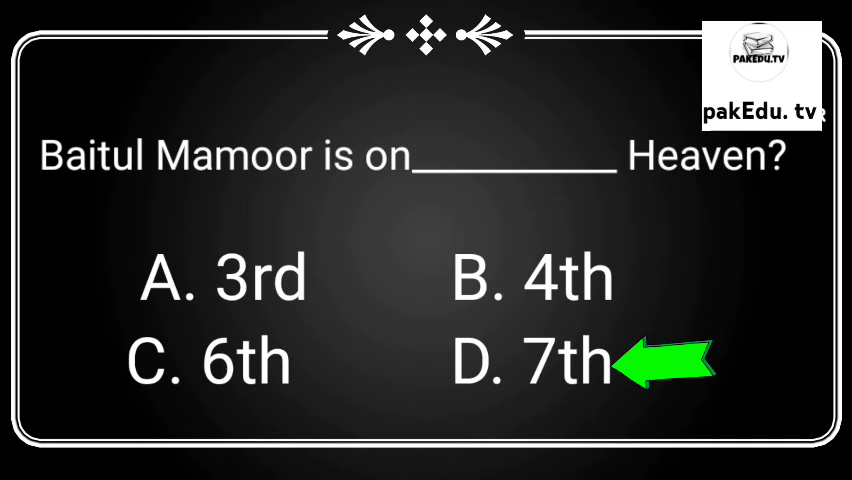 PAKEDU.TV
pakEdu. tv
Baitul Mamoor is on__________ Heaven?
A. 3rd B. 4th
C. 6th D. 7th